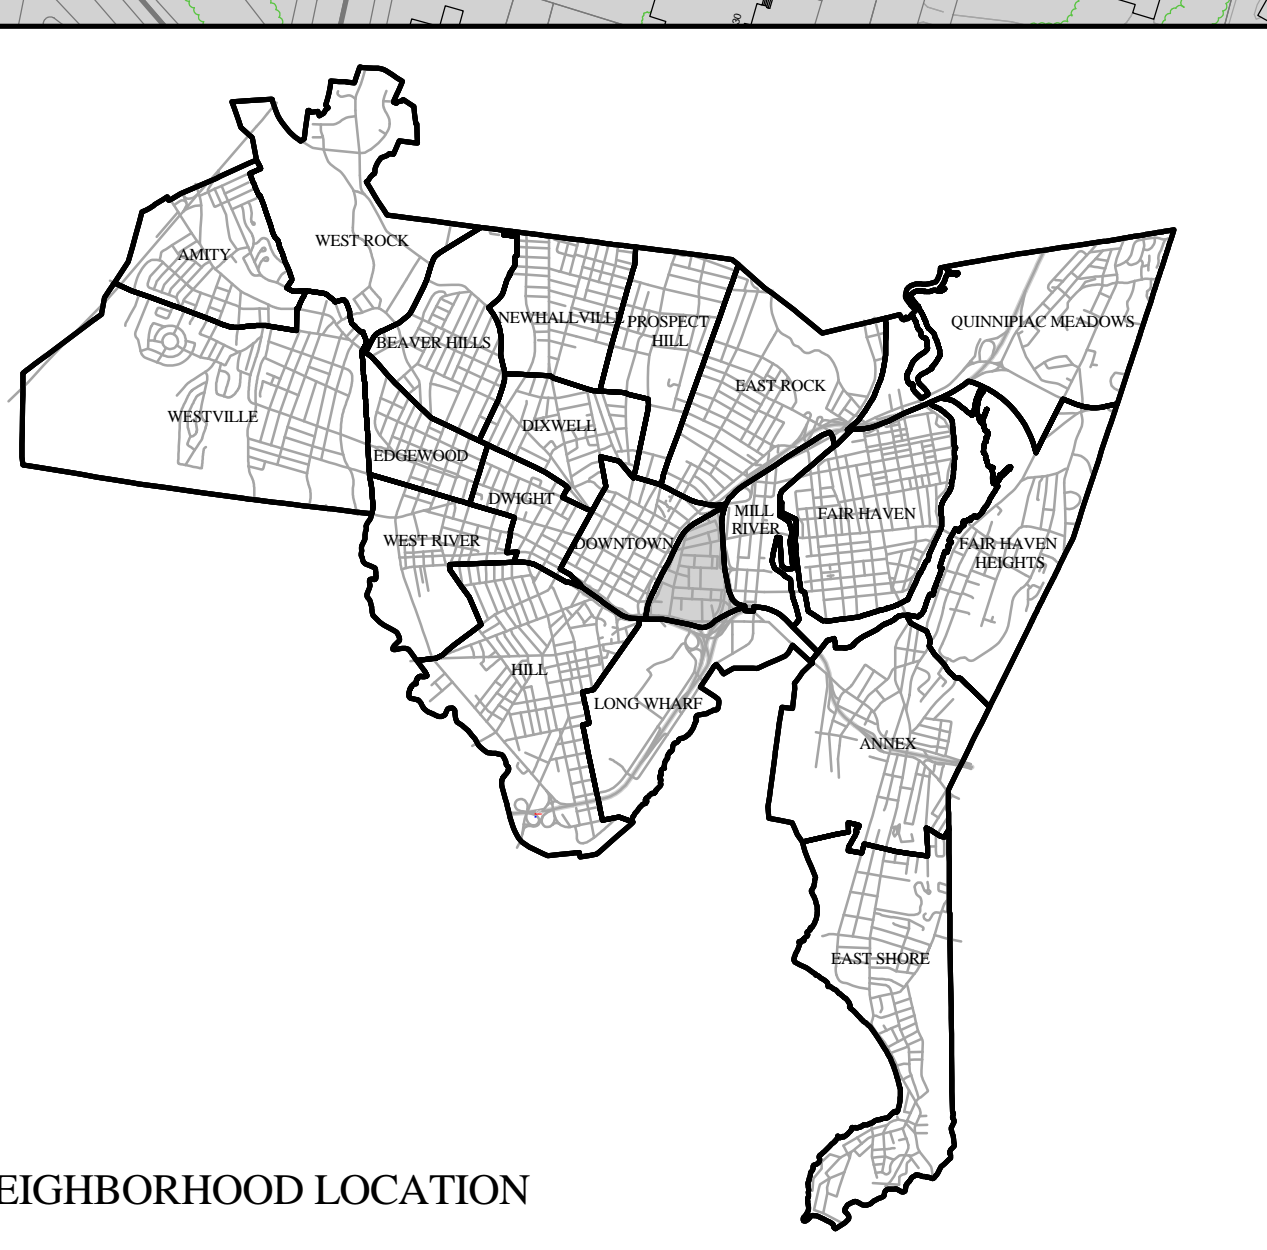 30
WEST ROCK
AMITY
QUINNIPIAC MEADOWS
NEWHALLVILLE
PROSPECT
HILL
BEAVER HILLS
EAST ROCK
WESTVILLE
DIXWELL
EDGEWOOD
DWIGHT
MILL
RIVER
FAIR HAVEN
WEST RIVER
DOWNTOWN
FAIR HAVEN
HEIGHTS
HILL
LONG WHARF
ANNEX
EAST SHORE
EIGHBORHOOD LOCATION